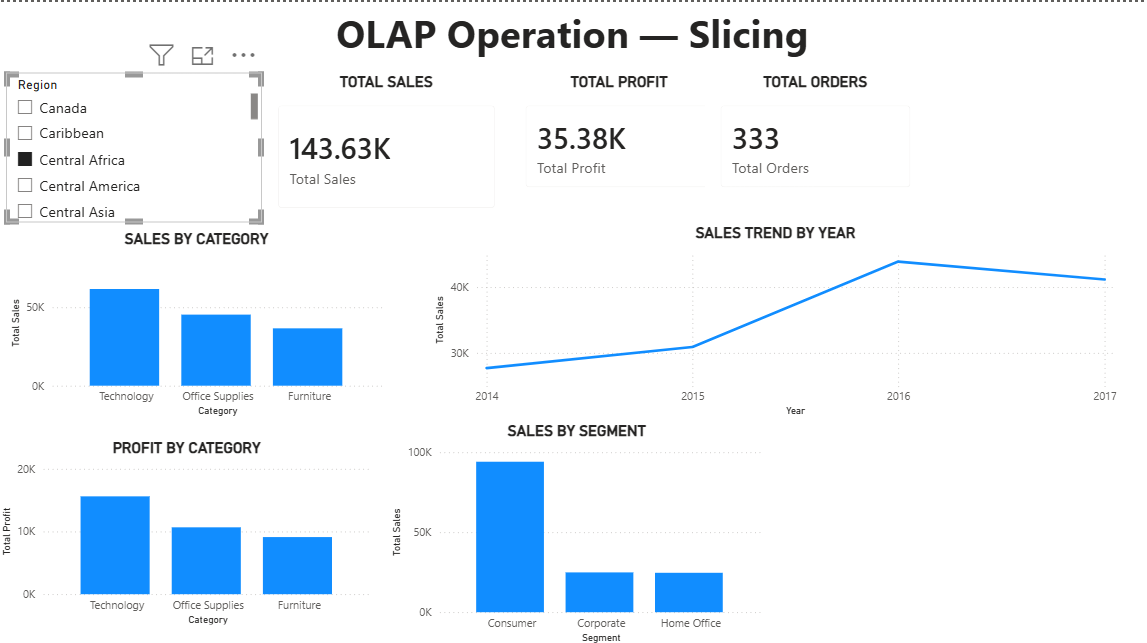 OLAP Operation — Slicing
Region
Canada
Caribbean
Central Africa
Central America
Central Asia
TOTAL SALES
143.63K
Total Sales
TOTAL PROFIT
35.38K
Total Profit
TOTAL ORDERS
333
Total Orders
SALES BY CATEGORY
Total Sales
50K
0K
Technology Office Supplies Furniture
Category
SALES TREND BY YEAR
Total Sales
40K
30K
2014 2015 2016 2017
Year
PROFIT BY CATEGORY
Total Profit
20K
10K
0K
Technology Office Supplies Furniture
Category
SALES BY SEGMENT
Total Sales
100K
50K
0K
Consumer Corporate Home Office
Segment